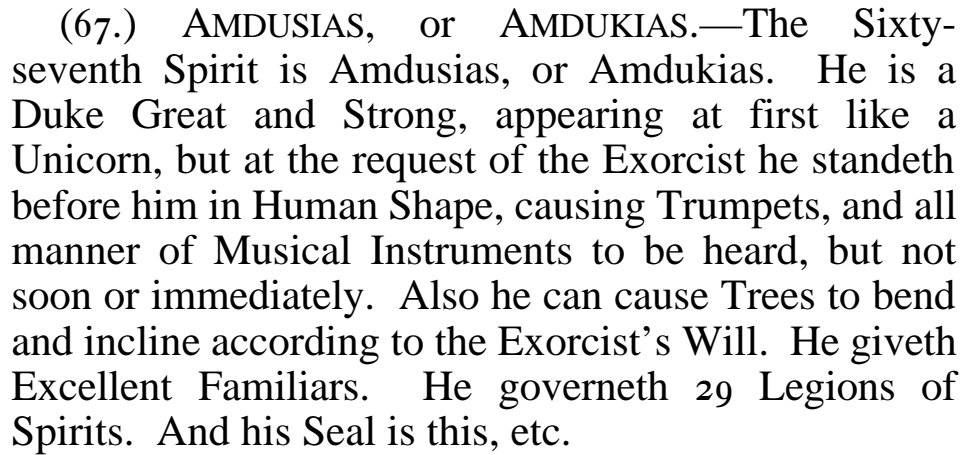 (67.) AMDUSIAS, or AMDUKIAS.—The Sixty-
seventh Spirit is Amdusias, or Amdukias. He is a
Duke Great and Strong, appearing at first like a
Unicorn, but at the request of the Exorcist he standeth
before him in Human Shape, causing Trumpets, and all
manner of Musical Instruments to be heard, but not
soon or immediately. Also he can cause Trees to bend
and incline according to the Exorcist’s Will. He giveth
Excellent Familiars. He governeth 29 Legions of
Spirits. And his Seal is this, etc.